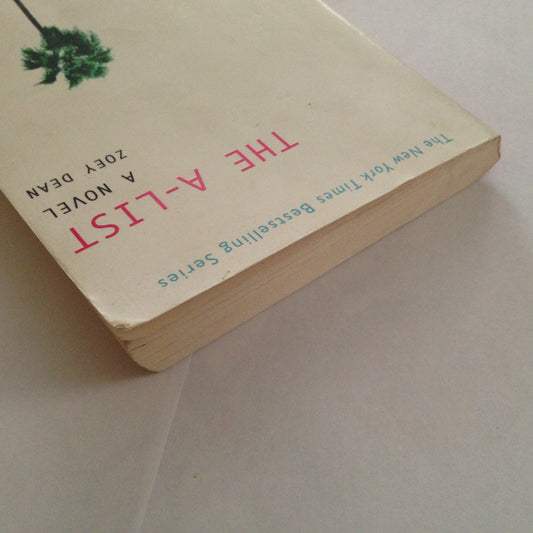 The New York Times Bestselling Series
THE A-LIST
A NOVEL
ZOEY DEAN